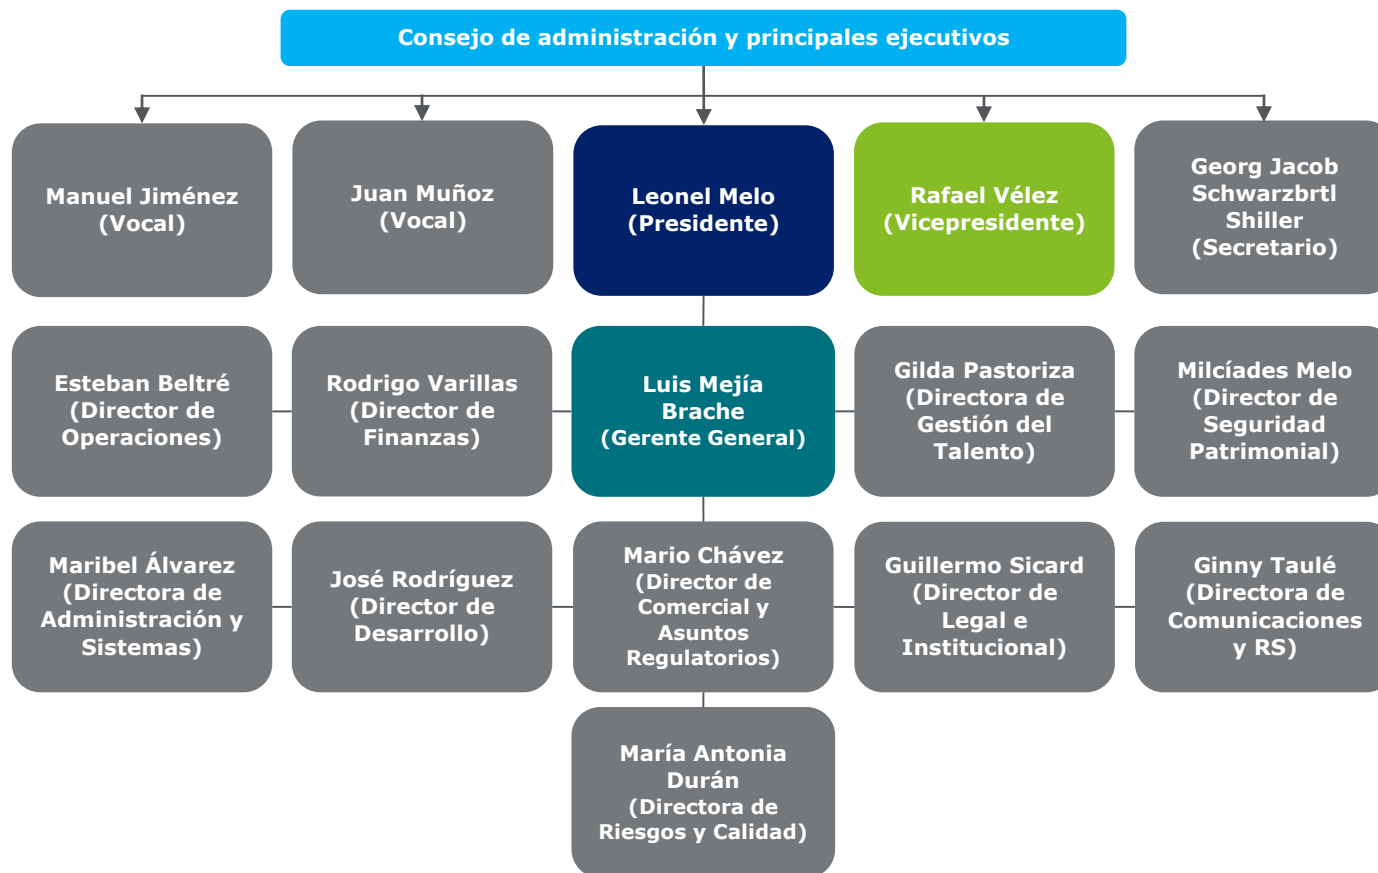 Consejo de administración y principales ejecutivos
Manuel Jiménez
(Vocal)
Juan Muñoz
(Vocal)
Leonel Melo
(Presidente)
Rafael Vélez
(Vicepresidente)
Georg Jacob
Schwarzbrtl
Shiller
(Secretario)
Esteban Beltré
(Director de
Operaciones)
Rodrigo Varillas
(Director de
Finanzas)
Luis Mejía
Brache
(Gerente General)
Gilda Pastoriza
(Directora de
Gestión del
Talento)
Milcíades Melo
(Director de
Seguridad
Patrimonial)
Maribel Álvarez
(Directora de
Administración y
Sistemas)
José Rodríguez
(Director de
Desarrollo)
Mario Chávez
(Director de
Comercial y
Asuntos
Regulatorios)
Guillermo Sicard
(Director de
Legal e
Institucional)
Ginny Taulé
(Directora de
Comunicaciones
y RS)
María Antonia
Durán
(Directora de
Riesgos y Calidad)